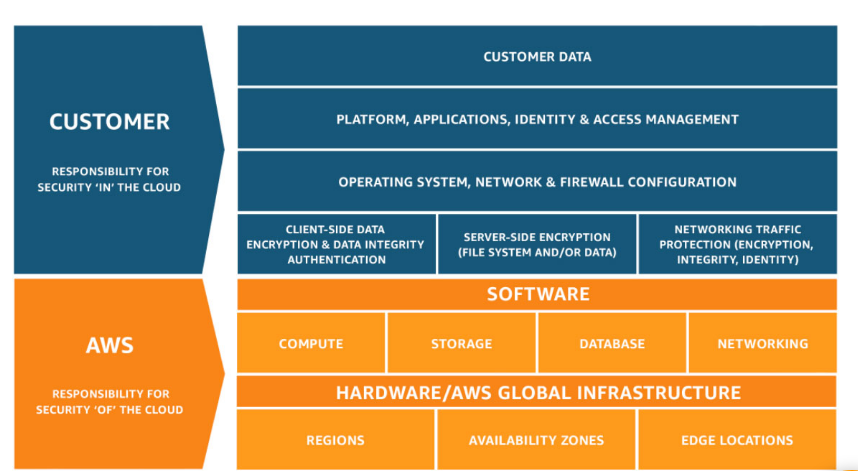 CUSTOMER
RESPONSIBILITY FOR
SECURITY ‘IN’ THE CLOUD
CUSTOMER DATA
PLATFORM, APPLICATIONS, IDENTITY & ACCESS MANAGEMENT
OPERATING SYSTEM, NETWORK & FIREWALL CONFIGURATION
CLIENT-SIDE DATA
ENCRYPTION & DATA INTEGRITY
AUTHENTICATION
SERVER-SIDE ENCRYPTION
(FILE SYSTEM AND/OR DATA)
NETWORKING TRAFFIC
PROTECTION (ENCRYPTION,
INTEGRITY, IDENTITY)
AWS
RESPONSIBILITY FOR
SECURITY ‘OF’ THE CLOUD
SOFTWARE
COMPUTE
STORAGE
DATABASE
NETWORKING
HARDWARE/AWS GLOBAL INFRASTRUCTURE
REGIONS
AVAILABILITY ZONES
EDGE LOCATIONS